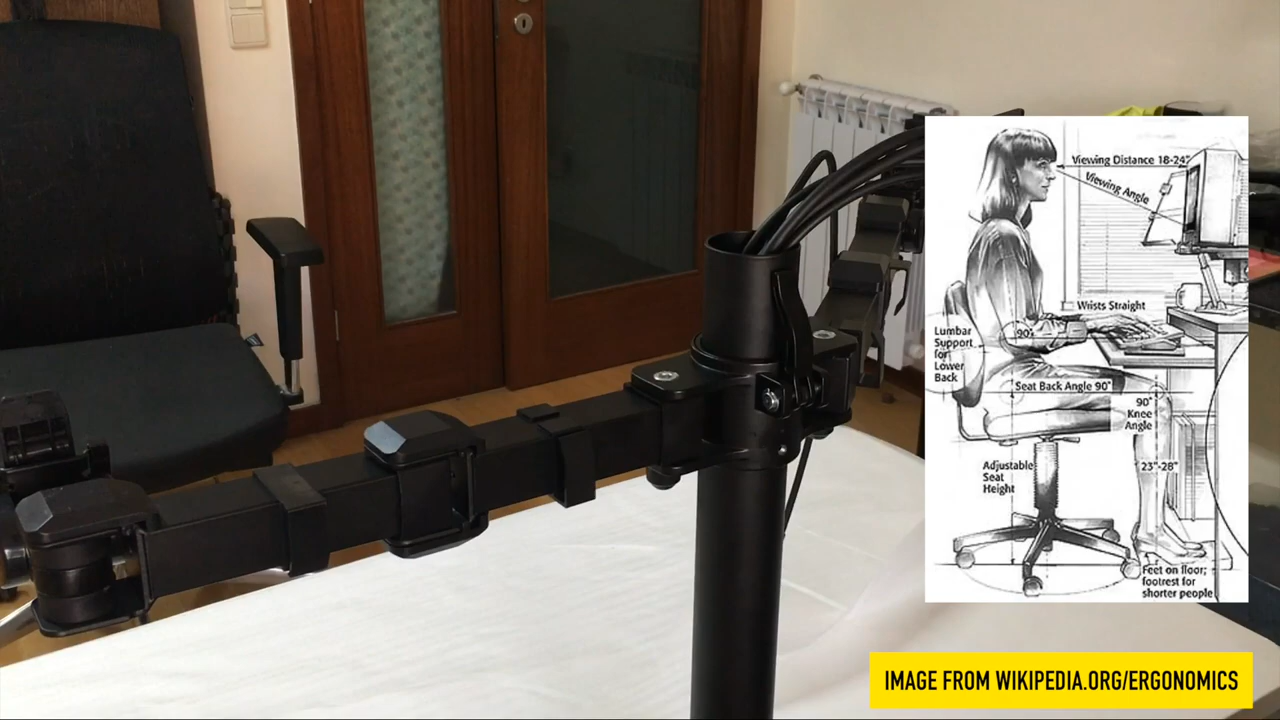 Viewing Distance 18-24"
Viewing Angle
Wrists Straight
90°
Lumbar
Support
for
Lower
Back
Seat Back Angle 90°
90°
Knee
Angle
Adjustable
Seat
Height
23"-28"
Feet on floor;
footrest for
shorter people
IMAGE FROM WIKIPEDIA.ORG/ERGONOMICS